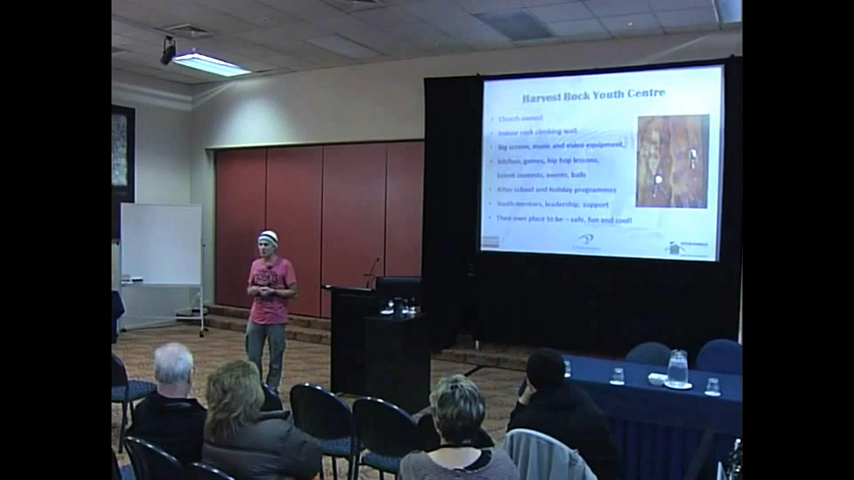 Harvest Rock Youth Centre
Church owned
Indoor rock climbing wall
Big screen, music and video equipment,
kitchen, games, hip hop lessons,
talent contests, events, balls
After school and holiday programmes
Youth mentors, leadership, support
Their own place to be – safe, fun and cool!